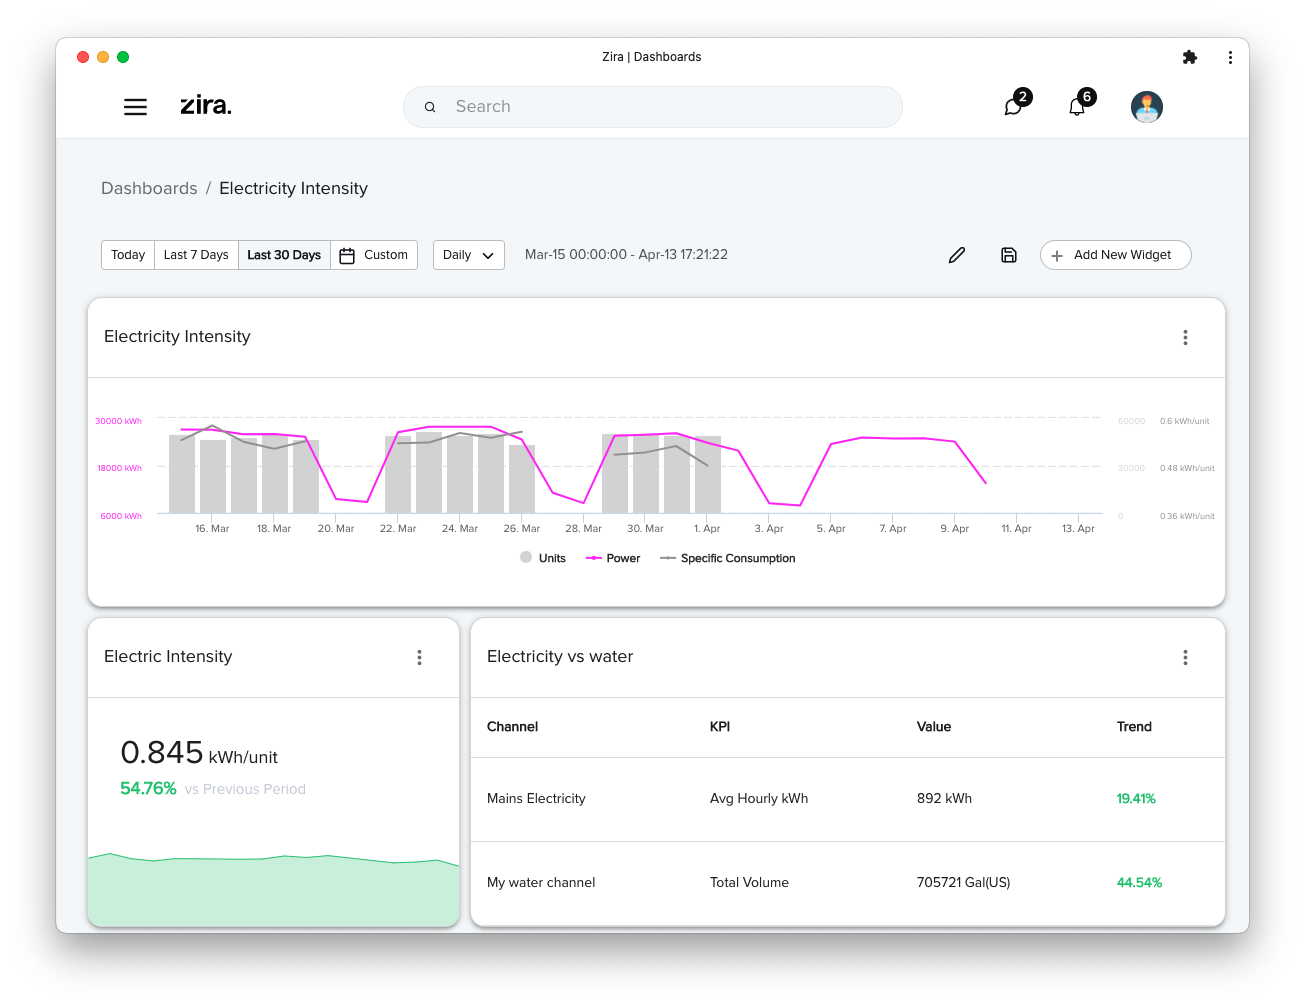 Zira | Dashboards
zira.
Search
2
6
Dashboards / Electricity Intensity
Today Last 7 Days Last 30 Days Custom Daily Mar-15 00:00:00 - Apr-13 17:21:22 + Add New Widget
Electricity Intensity
30000 kWh 60000 0.6 kWh/unit
18000 kWh 30000 0.48 kWh/unit
6000 kWh 0 0.36 kWh/unit
16. Mar 18. Mar 20. Mar 22. Mar 24. Mar 26. Mar 28. Mar 30. Mar 1. Apr 3. Apr 5. Apr 7. Apr 9. Apr 11. Apr 13. Apr
Units Power Specific Consumption
Electric Intensity
0.845 kWh/unit
54.76% vs Previous Period
Electricity vs water
Channel KPI Value Trend
Mains Electricity Avg Hourly kWh 892 kWh 19.41%
My water channel Total Volume 705721 Gal(US) 44.54%